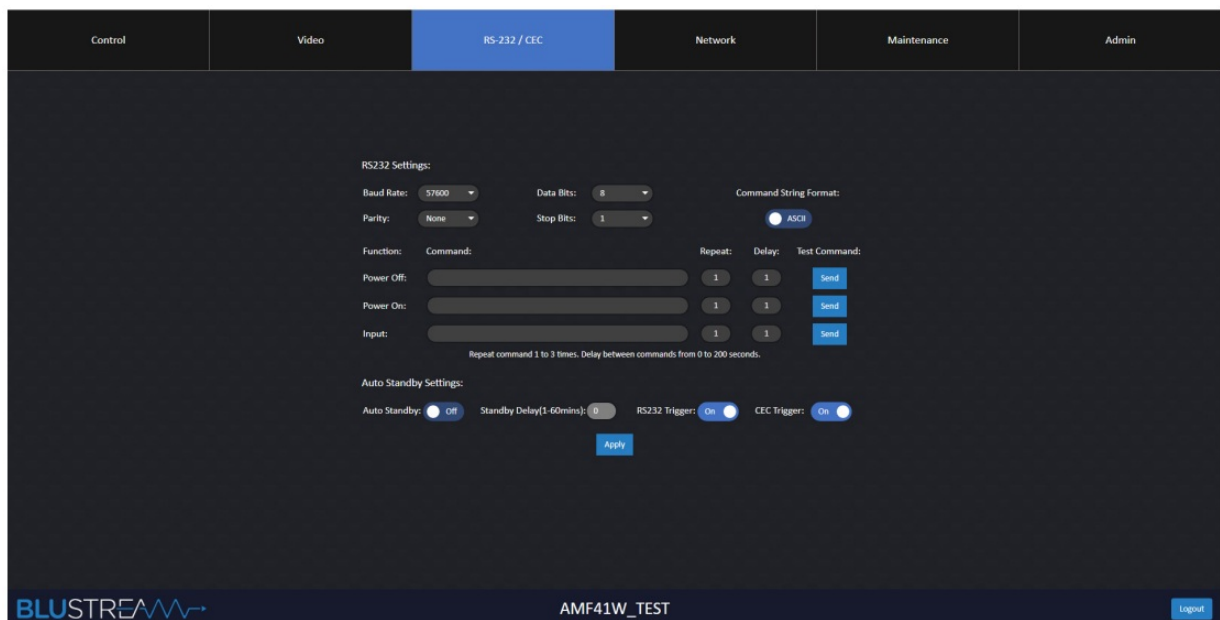 Control Video RS-232 / CEC Network Maintenance Admin
RS232 Settings:
Baud Rate: 57600 Data Bits: 8 Command String Format:
Parity: None Stop Bits: 1 ASCII
Function: Command: Repeat: Delay: Test Command:
Power Off: 1 1 Send
Power On: 1 1 Send
Input: 1 1 Send
Repeat command 1 to 3 times. Delay between commands from 0 to 200 seconds.
Auto Standby Settings:
Auto Standby: Off Standby Delay(1-60mins): 0 RS232 Trigger: On CEC Trigger: On
Apply
BLUSTREAM AMF41W_TEST Logout